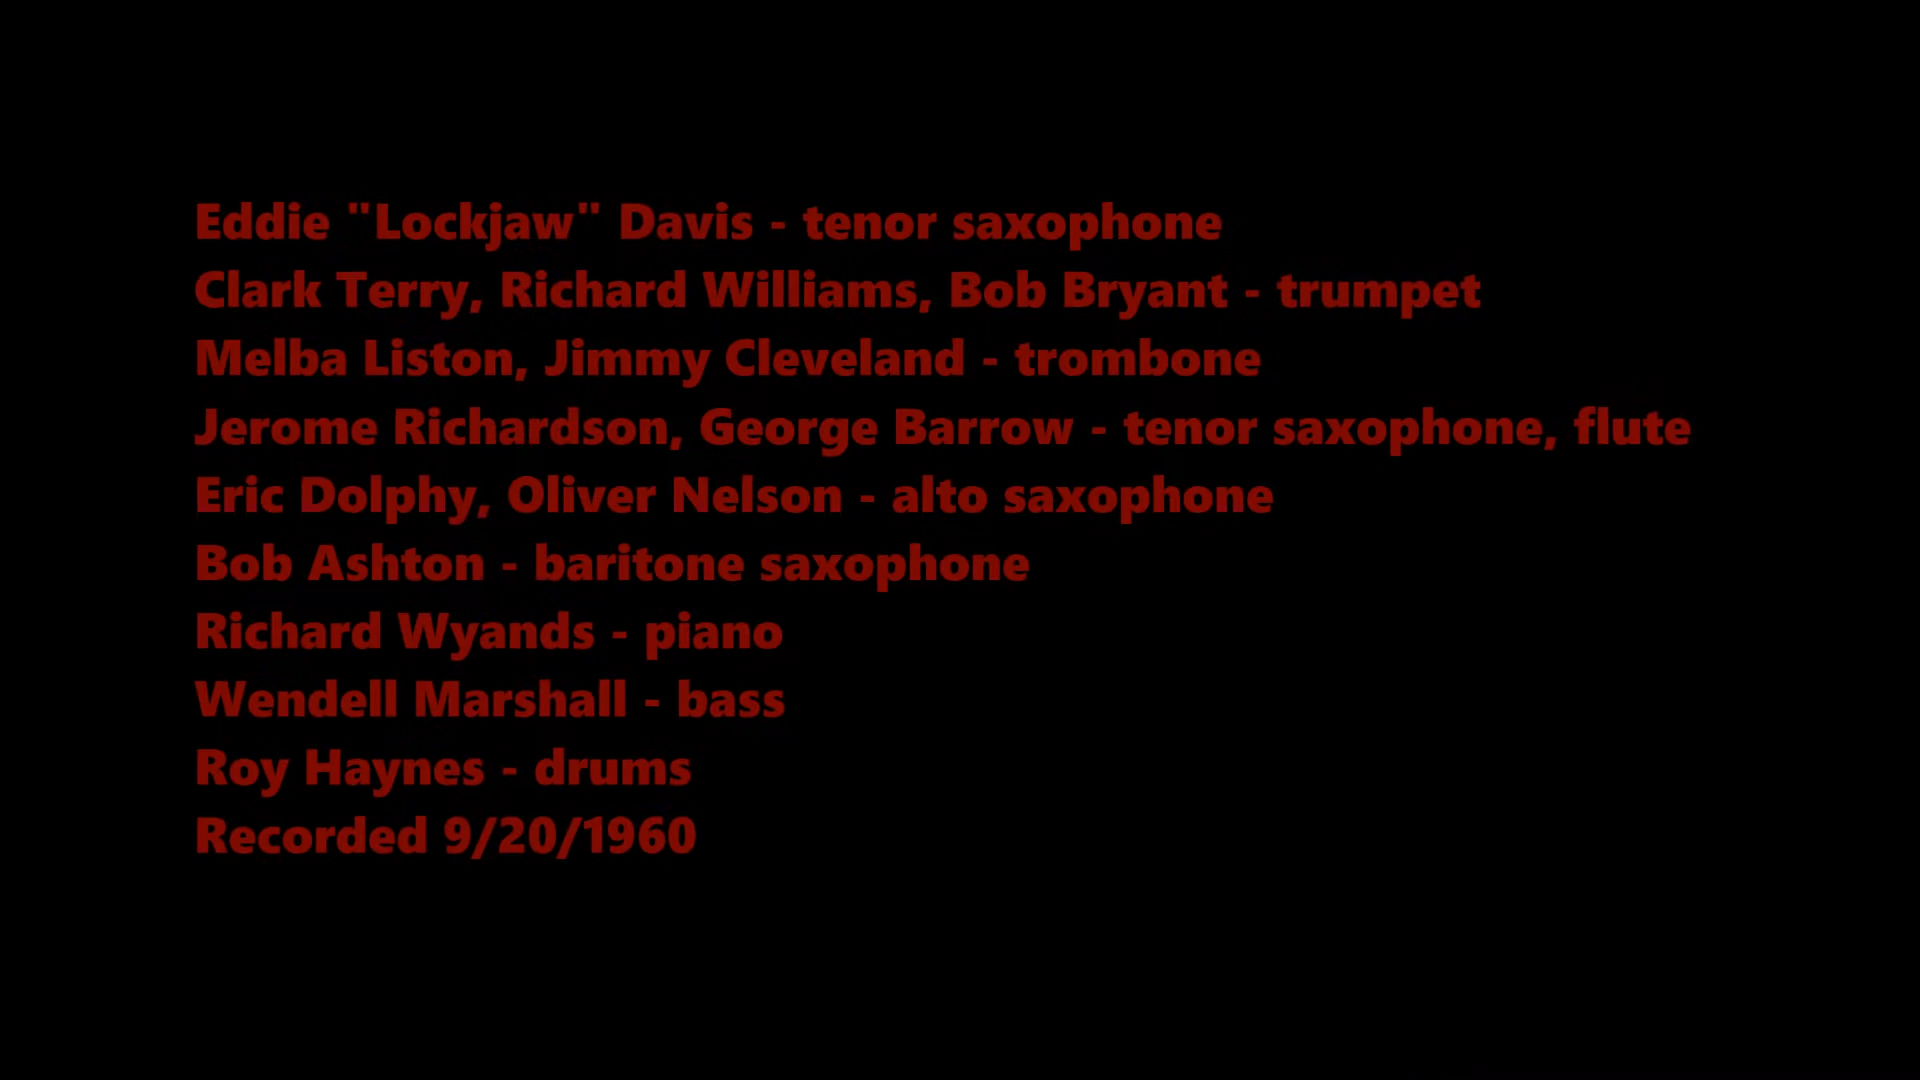 Eddie "Lockjaw" Davis - tenor saxophone
Clark Terry, Richard Williams, Bob Bryant - trumpet
Melba Liston, Jimmy Cleveland - trombone
Jerome Richardson, George Barrow - tenor saxophone, flute
Eric Dolphy, Oliver Nelson - alto saxophone
Bob Ashton - baritone saxophone
Richard Wyands - piano
Wendell Marshall - bass
Roy Haynes - drums
Recorded 9/20/1960